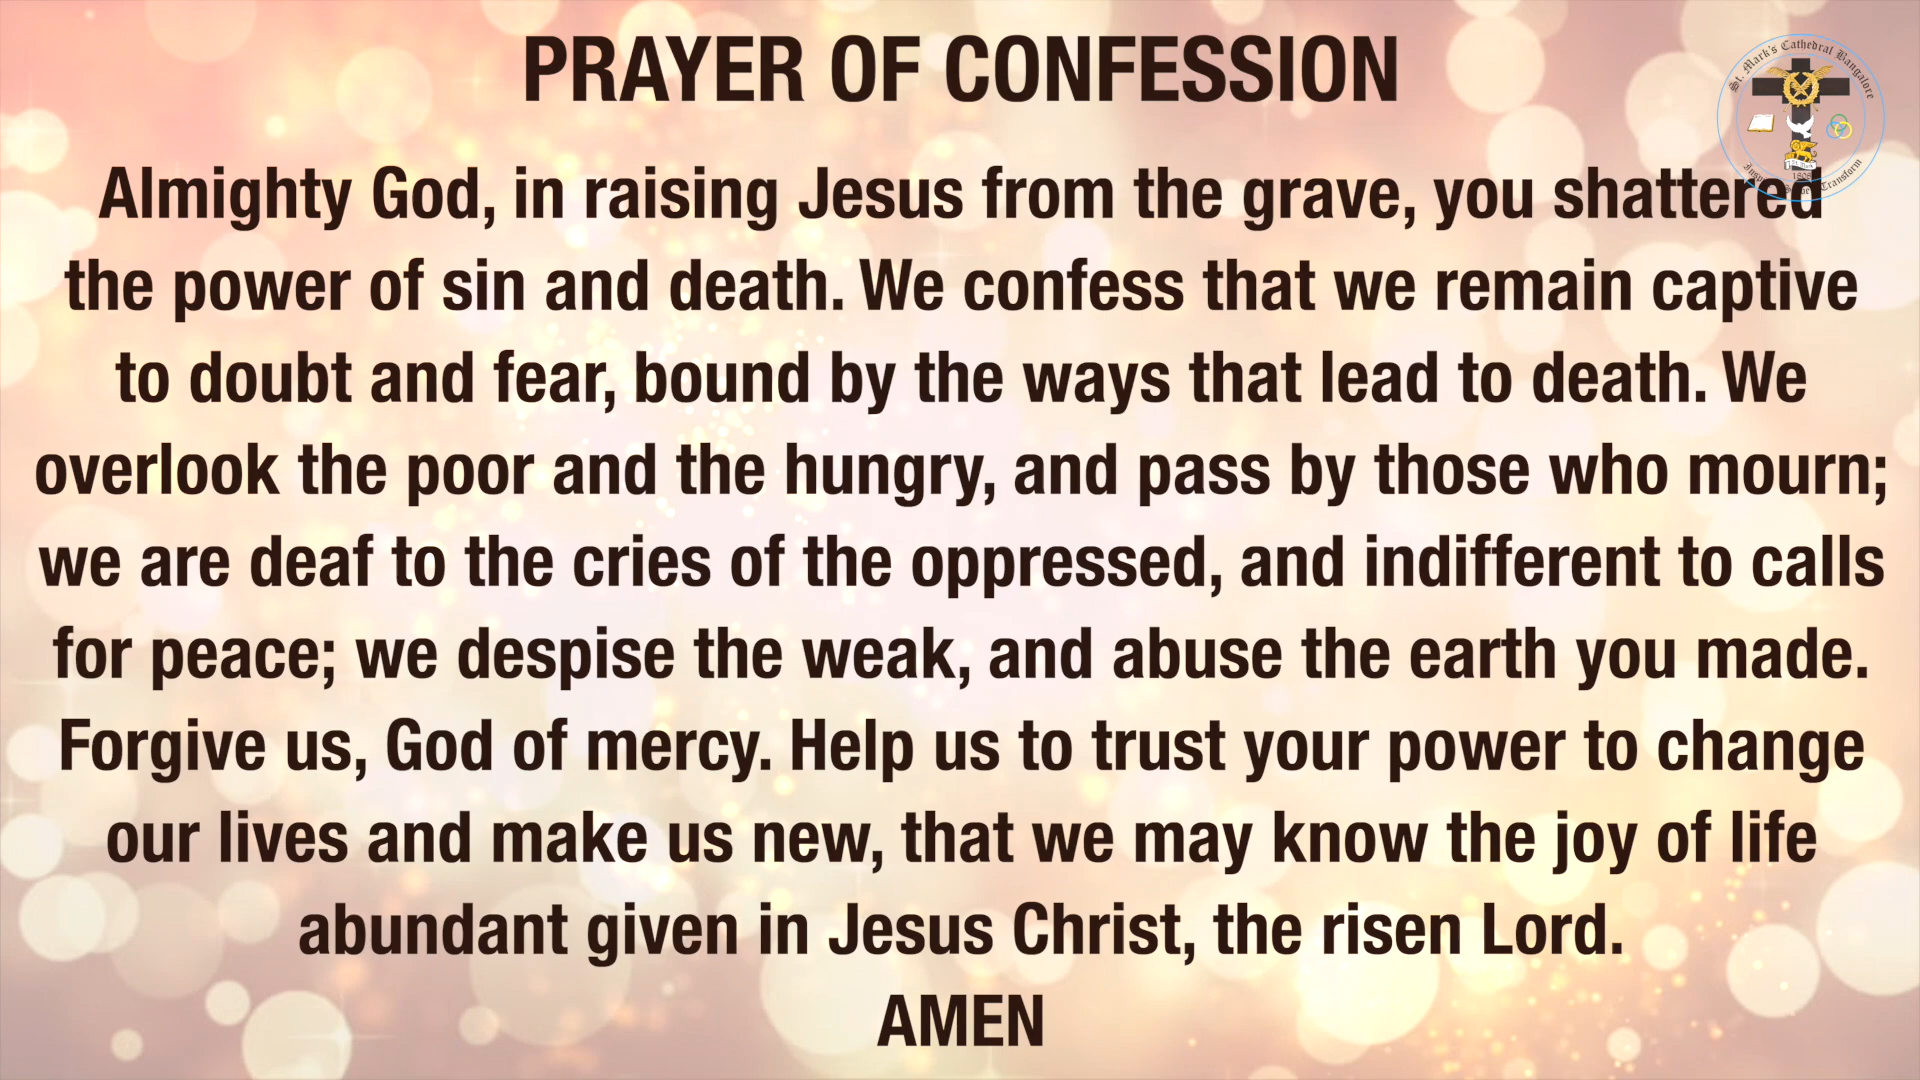 PRAYER OF CONFESSION
St. Mark's Cathedral Bangalore
1808
Almighty God, in raising Jesus from the grave, you shattered
the power of sin and death. We confess that we remain captive
to doubt and fear, bound by the ways that lead to death. We
overlook the poor and the hungry, and pass by those who mourn;
we are deaf to the cries of the oppressed, and indifferent to calls
for peace; we despise the weak, and abuse the earth you made.
Forgive us, God of mercy. Help us to trust your power to change
our lives and make us new, that we may know the joy of life
abundant given in Jesus Christ, the risen Lord.
AMEN